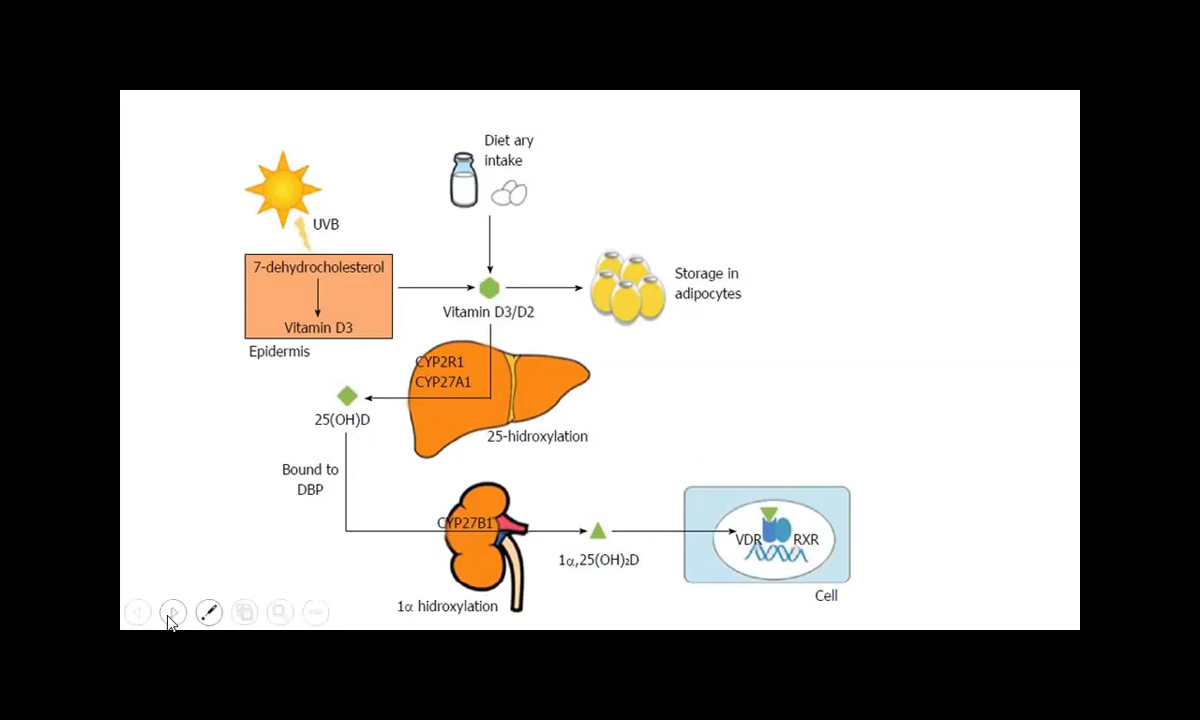 Diet ary
intake
UVB
7-dehydrocholesterol
Vitamin D3
Epidermis
Vitamin D3/D2
Storage in
adipocytes
CYP2R1
CYP27A1
25(OH)D
25-hidroxylation
Bound to
DBP
CYP27B1
1α hidroxylation
1α,25(OH)₂D
VDR
RXR
Cell